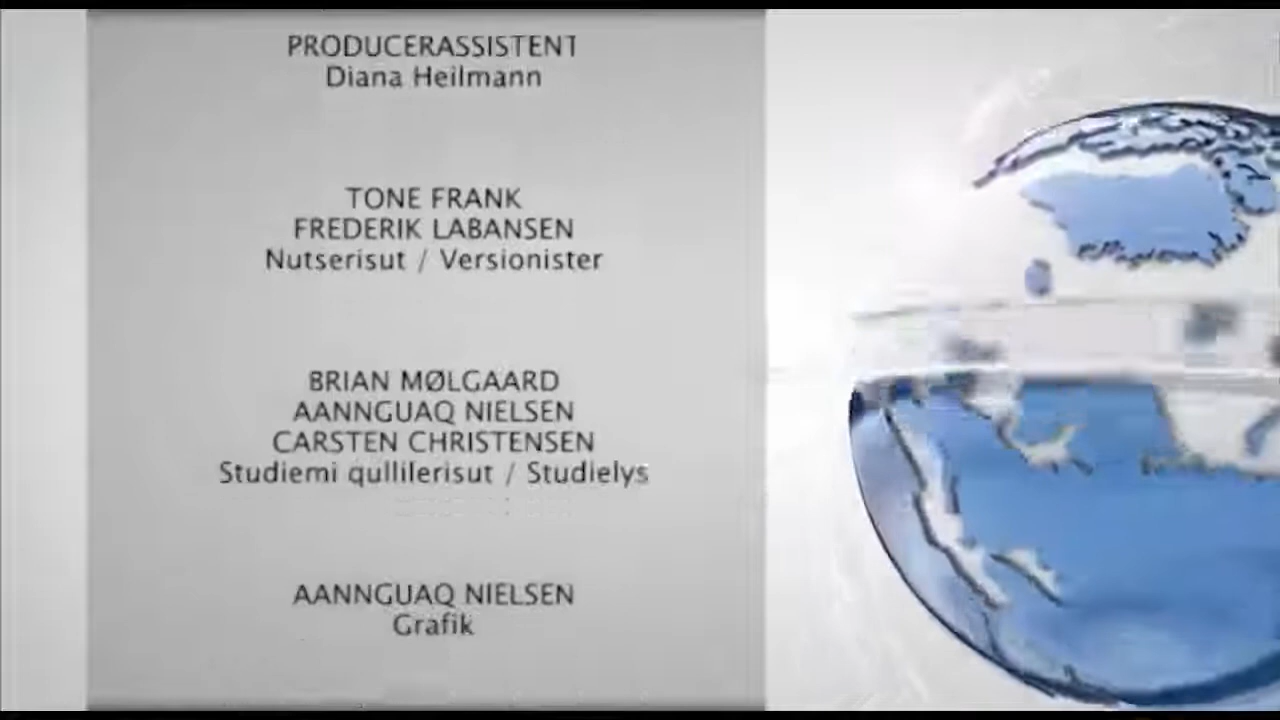 PRODUCERASSISTENT
Diana Heilmann
TONE FRANK
FREDERIK LABANSEN
Nutserisut / Versionister
BRIAN MØLGAARD
AANNGUAQ NIELSEN
CARSTEN CHRISTENSEN
Studiemi qullilerisut / Studielys
AANNGUAQ NIELSEN
Grafik